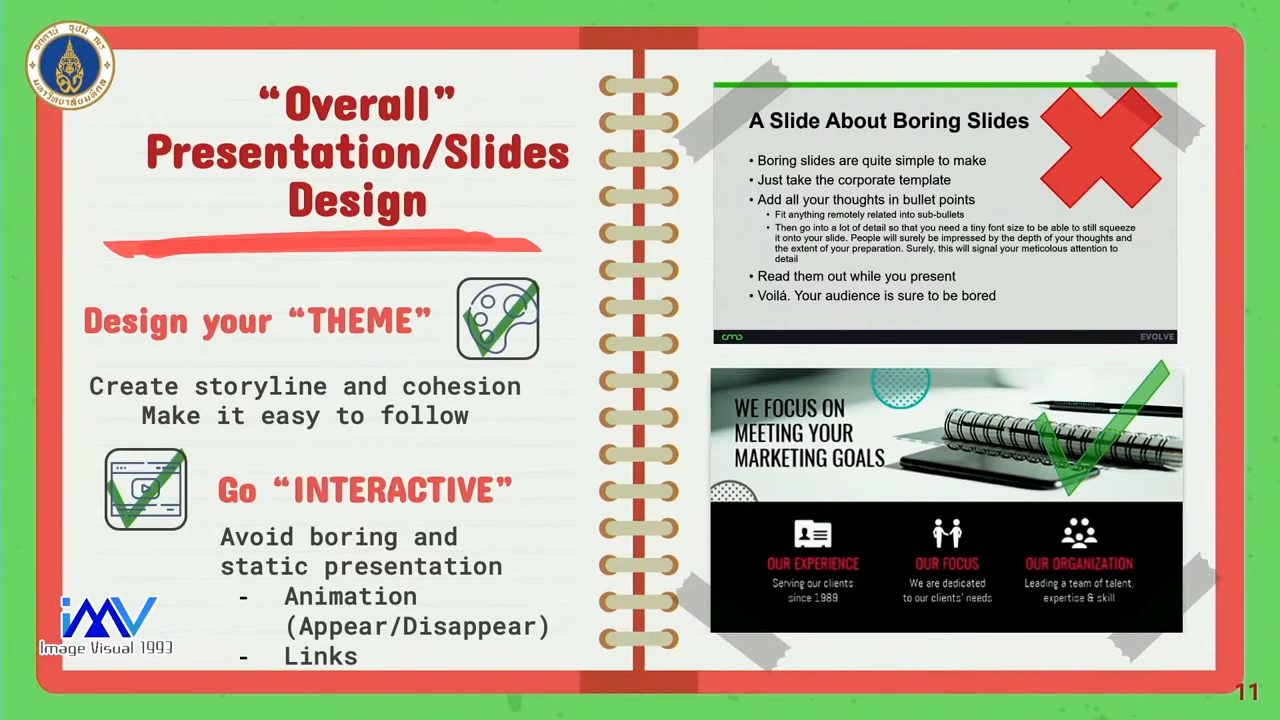 “Overall”
Presentation/Slides
Design
Design your “THEME”
Create storyline and cohesion
Make it easy to follow
Go “INTERACTIVE”
Avoid boring and
static presentation
- Animation
(Appear/Disappear)
- Links
iMV
Image Visual 1993
A Slide About Boring Slides
• Boring slides are quite simple to make
• Just take the corporate template
• Add all your thoughts in bullet points
• Fit anything remotely related into sub-bullets
• Then go into a lot of detail so that you need a tiny font size to be able to still squeeze
it onto your slide. People will surely be impressed by the depth of your thoughts and
the extent of your preparation. Surely, this will signal your meticolous attention to
detail
• Read them out while you present
• Voilá. Your audience is sure to be bored
EVOLVE
WE FOCUS ON
MEETING YOUR
MARKETING GOALS
OUR EXPERIENCE
Serving our clients
since 1989
OUR FOCUS
We are dedicated
to our clients' needs
OUR ORGANIZATION
Leading a team of talent,
expertise & skill
11